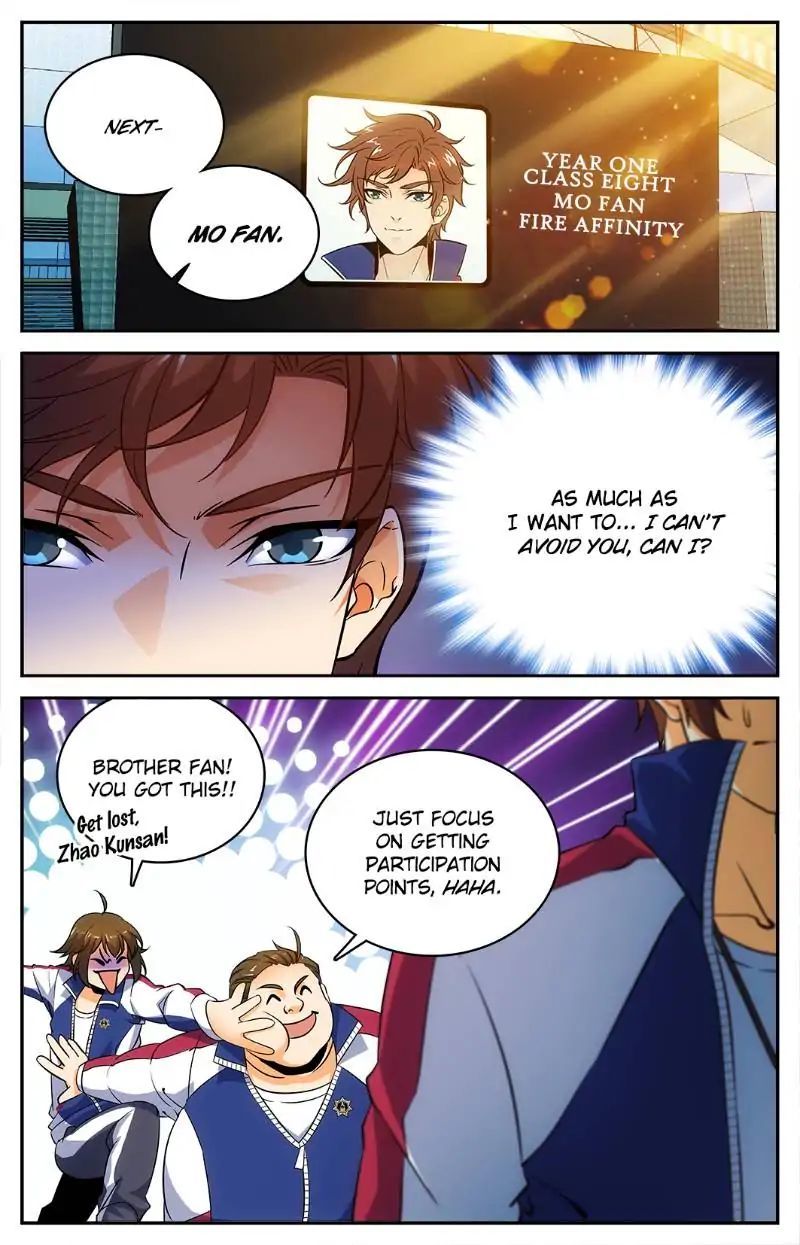 NEXT-
MO FAN.
YEAR ONE
CLASS EIGHT
MO FAN
FIRE AFFINITY
AS MUCH AS
I WANT TO... I CAN'T
AVOID YOU, CAN I?
BROTHER FAN!
YOU GOT THIS!!
Get lost,
Zhào Kunsan!
JUST FOCUS
ON GETTING
PARTICIPATION
POINTS, HAHA.